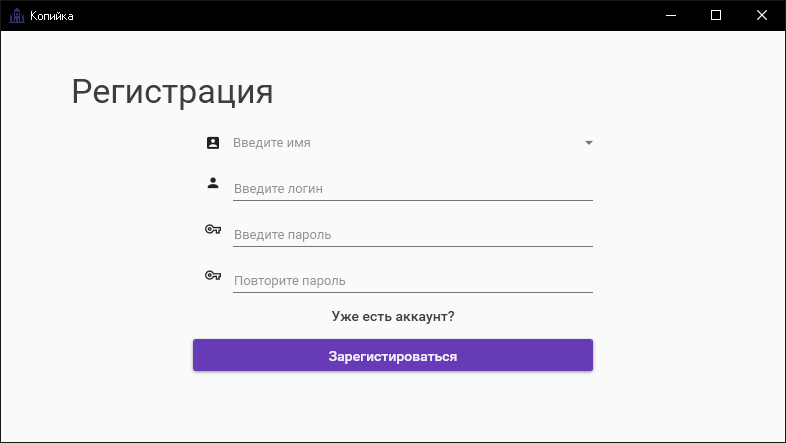 Копийка
Регистрация
Введите имя
Введите логин
Введите пароль
Повторите пароль
Уже есть аккаунт?
Зарегистироваться